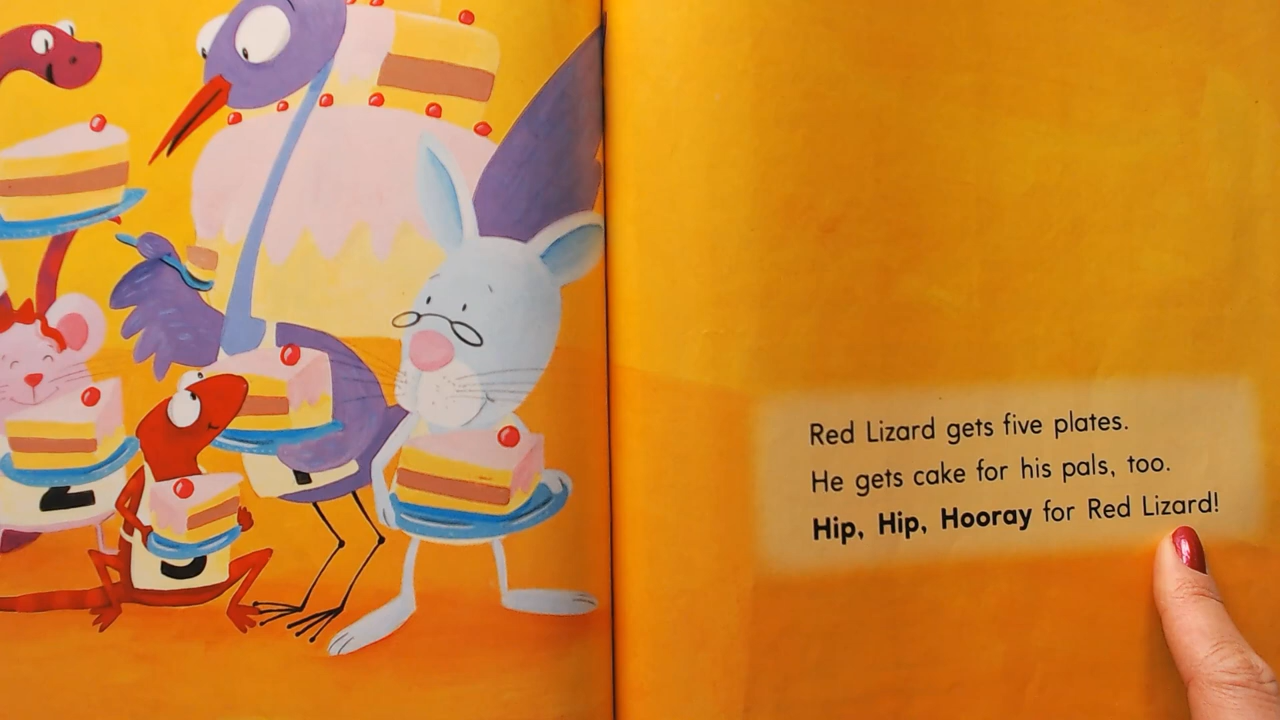 Red Lizard gets five plates.
He gets cake for his pals, too.
Hip, Hip, Hooray for Red Lizard!